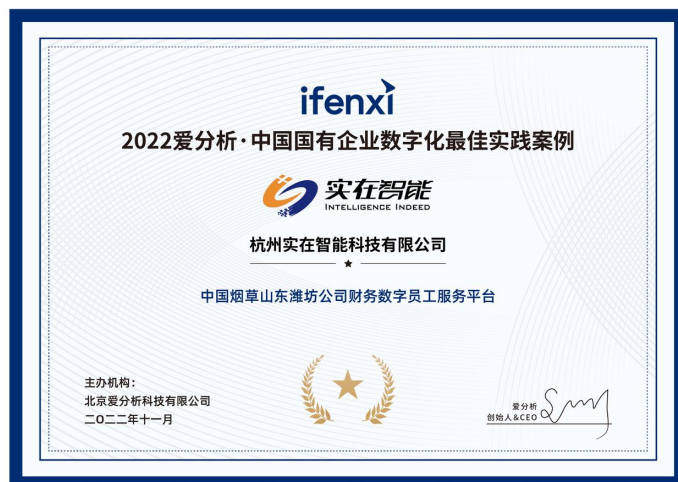 ifenxi
2022爱分析·中国国有企业数字化最佳实践案例
实在智能
INTELLIGENCE INDEED
杭州实在智能科技有限公司
中国烟草山东潍坊公司财务数字员工服务平台
主办机构：
北京爱分析科技有限公司
二〇二二年十一月
爱分析
创始人&CEO